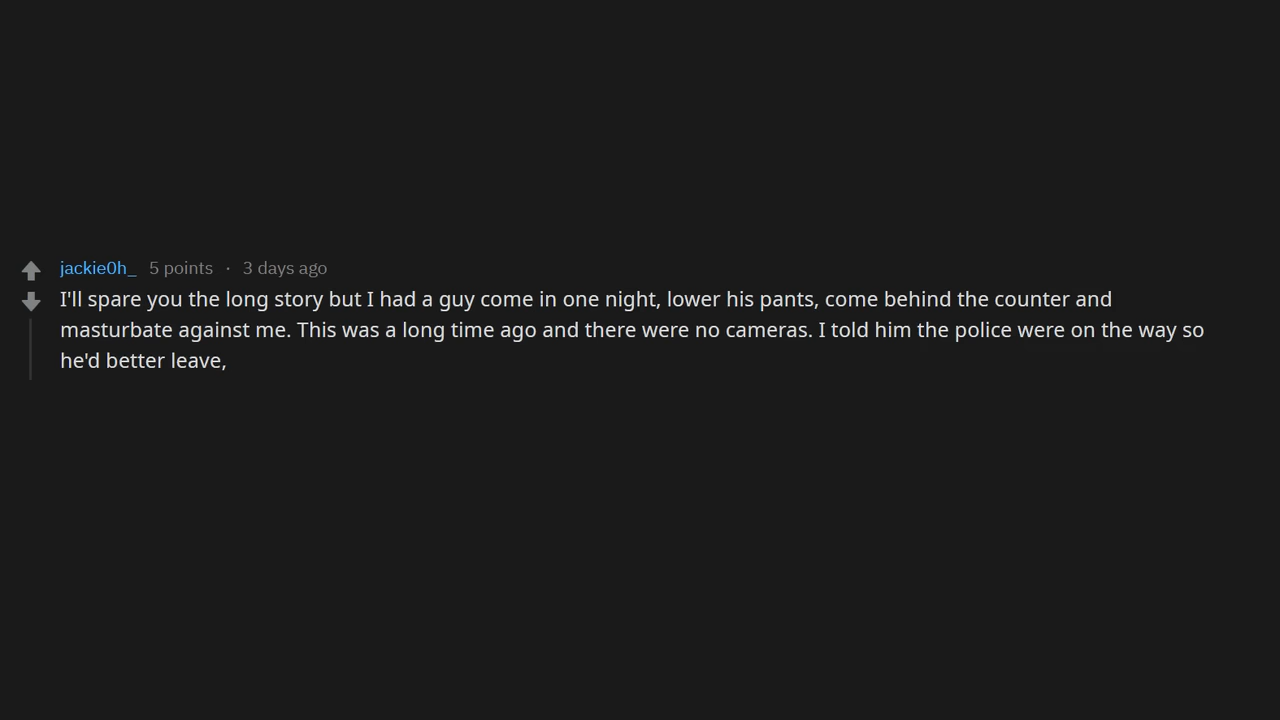 jackie0h_ 5 points · 3 days ago
I'll spare you the long story but I had a guy come in one night, lower his pants, come behind the counter and
masturbate against me. This was a long time ago and there were no cameras. I told him the police were on the way so
he'd better leave,